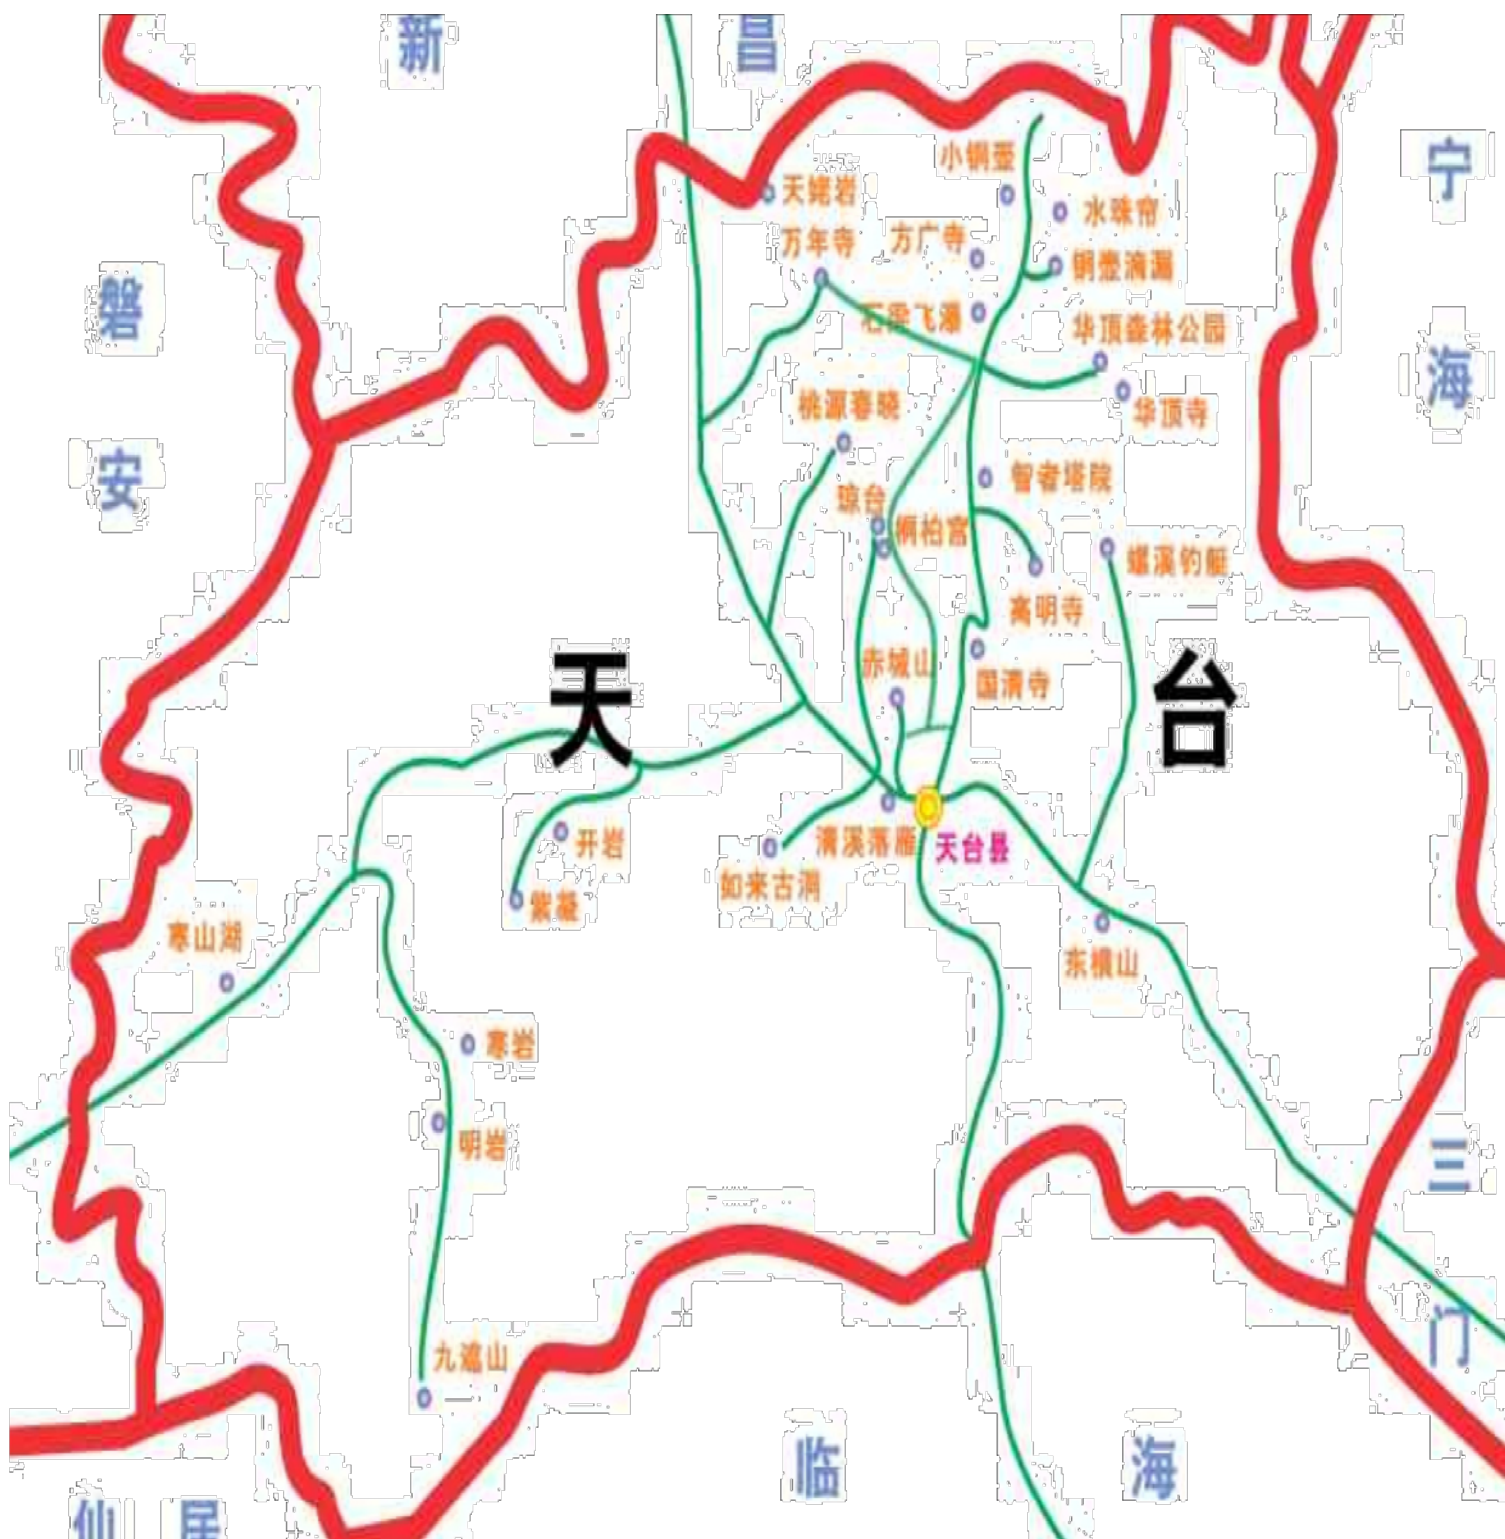 新 昌
宁
海
磐
安
小铜壶
天姥岩
水珠帘
万年寺
方广寺
铜壶滴漏
石梁飞瀑
华顶森林公园
桃源春晓
华顶寺
智者塔院
琼台
桐柏宫
螺溪钓艇
高明寺
天 台
赤城山
国清寺
开岩
清溪落雁
天台县
如来古洞
紫凝
寒山湖
东横山
寒岩
明岩
三
门
九遮山
临 海
仙 居